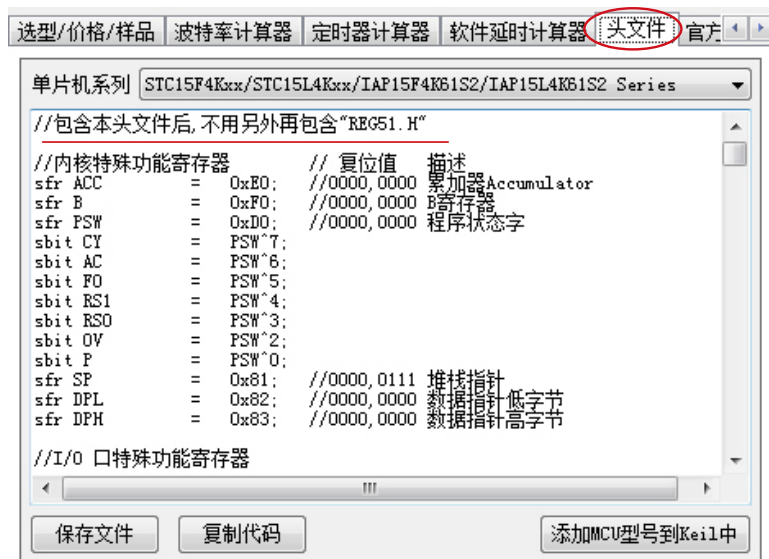 选型/价格/样品 波特率计算器 定时器计算器 软件延时计算器 头文件 官方
单片机系列 STC15F4Kxx/STC15L4Kxx/IAP15F4K61S2/IAP15L4K61S2 Series
//包含本头文件后,不用另外再包含"REG51.H"
//内核特殊功能寄存器 // 复位值 描述
sfr ACC = 0xE0; //0000,0000 累加器Accumulator
sfr B = 0xF0; //0000,0000 B寄存器
sfr PSW = 0xD0; //0000,0000 程序状态字
sbit CY = PSW^7;
sbit AC = PSW^6;
sbit F0 = PSW^5;
sbit RS1 = PSW^4;
sbit RS0 = PSW^3;
sbit OV = PSW^2;
sbit P = PSW^0;
sfr SP = 0x81; //0000,0111 堆栈指针
sfr DPL = 0x82; //0000,0000 数据指针低字节
sfr DPH = 0x83; //0000,0000 数据指针高字节
//I/O 口特殊功能寄存器
保存文件 复制代码 添加MCU型号到Keil中